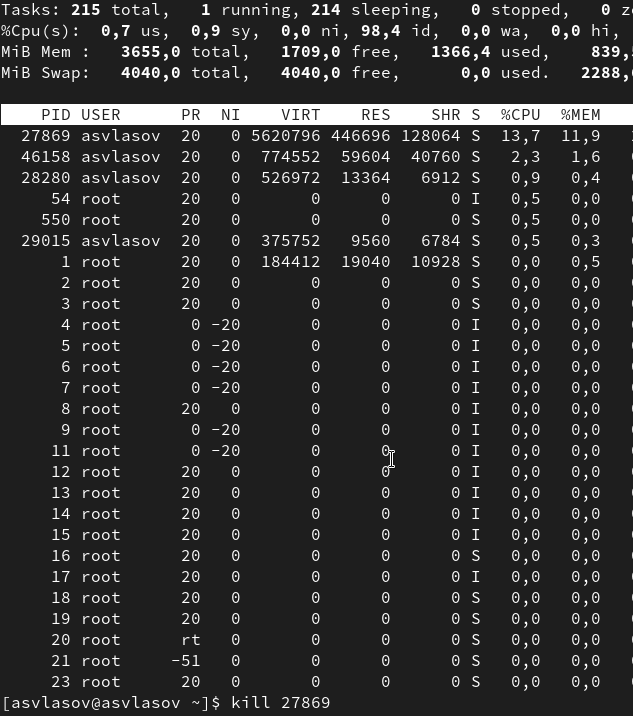 Tasks: 215 total,   1 running, 214 sleeping,   0 stopped,   0 z
%Cpu(s):  0,7 us,  0,9 sy,  0,0 ni, 98,4 id,  0,0 wa,  0,0 hi,
MiB Mem :   3655,0 total,   1709,0 free,   1366,4 used,    839,
MiB Swap:   4040,0 total,   4040,0 free,      0,0 used.   2288,
PID USER      PR  NI    VIRT    RES    SHR S  %CPU  %MEM
27869 asvlasov  20   0 5620796 446696 128064 S  13,7  11,9
46158 asvlasov  20   0  774552  59604  40760 S   2,3   1,6
28280 asvlasov  20   0  526972  13364   6912 S   0,9   0,4
54 root      20   0       0      0      0 I   0,5   0,0
550 root      20   0       0      0      0 S   0,5   0,0
29015 asvlasov  20   0  375752   9560   6784 S   0,5   0,3
1 root      20   0  184412  19040  10928 S   0,0   0,5
2 root      20   0       0      0      0 S   0,0   0,0
3 root      20   0       0      0      0 S   0,0   0,0
4 root       0 -20       0      0      0 I   0,0   0,0
5 root       0 -20       0      0      0 I   0,0   0,0
6 root       0 -20       0      0      0 I   0,0   0,0
7 root       0 -20       0      0      0 I   0,0   0,0
8 root      20   0       0      0      0 I   0,0   0,0
9 root       0 -20       0      0      0 I   0,0   0,0
11 root       0 -20       0      0      0 I   0,0   0,0
12 root      20   0       0      0      0 I   0,0   0,0
13 root      20   0       0      0      0 I   0,0   0,0
14 root      20   0       0      0      0 I   0,0   0,0
15 root      20   0       0      0      0 I   0,0   0,0
16 root      20   0       0      0      0 S   0,0   0,0
17 root      20   0       0      0      0 I   0,0   0,0
18 root      20   0       0      0      0 S   0,0   0,0
19 root      20   0       0      0      0 S   0,0   0,0
20 root      rt   0       0      0      0 S   0,0   0,0
21 root     -51   0       0      0      0 S   0,0   0,0
23 root      20   0       0      0      0 S   0,0   0,0
[asvlasov@asvlasov ~]$ kill 27869